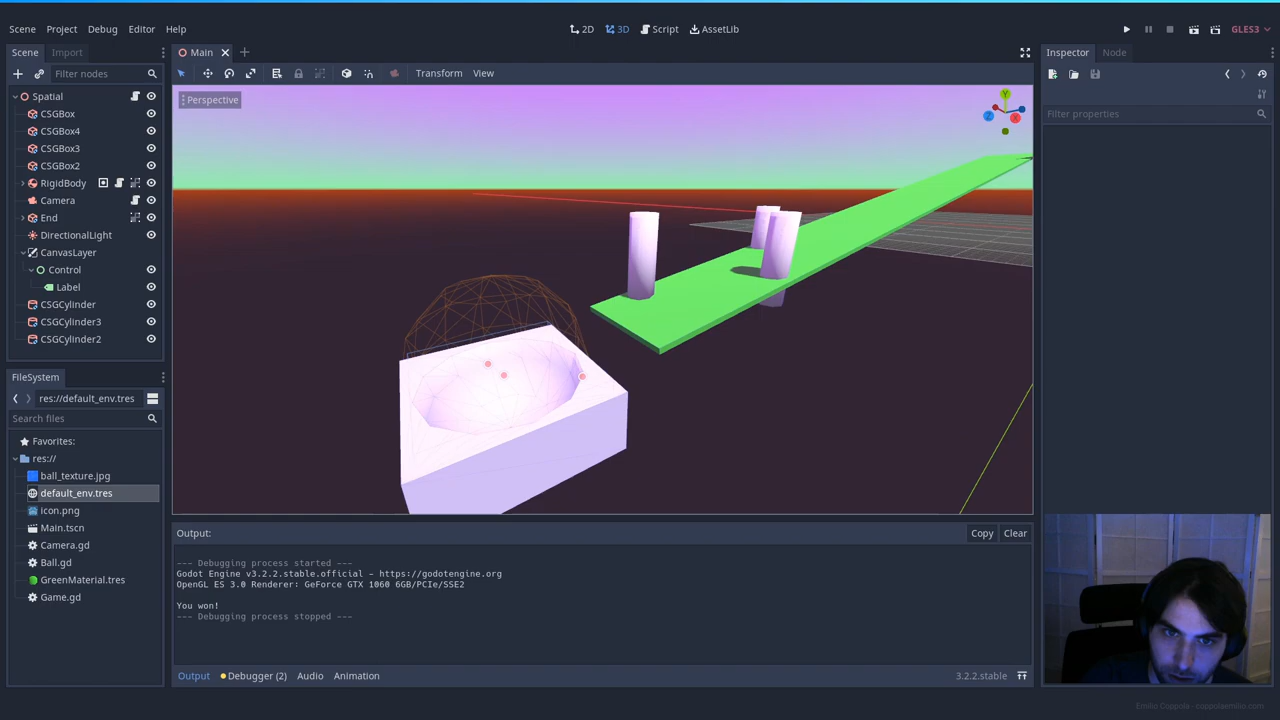 Scene Project Debug Editor Help
2D 3D Script AssetLib
GLES3
Scene Import
Main
Inspector Node
Filter nodes
Transform View
Perspective
Y
Z X
Filter properties
Spatial
CSGBox
CSGBox4
CSGBox3
CSGBox2
RigidBody
Camera
End
DirectionalLight
CanvasLayer
Control
Label
CSGCylinder
CSGCylinder3
CSGCylinder2
FileSystem
res://default_env.tres
Search files
Favorites:
res://
ball_texture.jpg
default_env.tres
icon.png
Main.tscn
Camera.gd
Ball.gd
GreenMaterial.tres
Game.gd
Output:
Copy Clear
--- Debugging process started ---
Godot Engine v3.2.2.stable.official - https://godotengine.org
OpenGL ES 3.0 Renderer: GeForce GTX 1060 6GB/PCIe/SSE2
You won!
--- Debugging process stopped ---
Output Debugger (2) Audio Animation
3.2.2.stable
Emilio Coppola - coppolaemilio.com